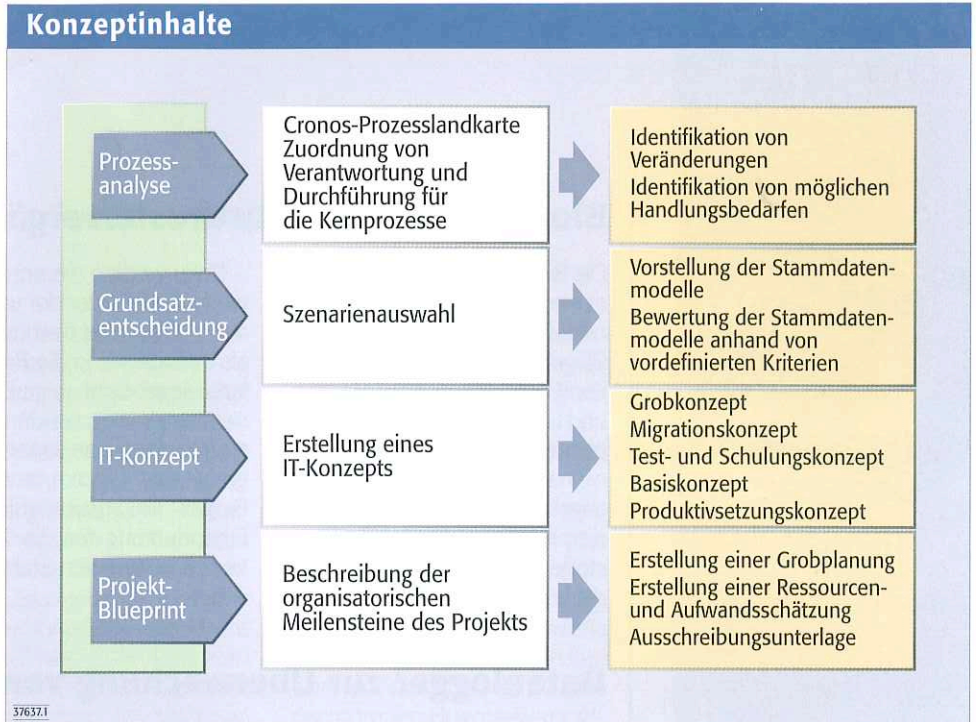 Konzeptinhalte
Prozess-
analyse
Cronos-Prozesslandkarte
Zuordnung von
Verantwortung und
Durchführung für
die Kernprozesse
Identifikation von
Veränderungen
Identifikation von möglichen
Handlungsbedarfen
Grundsatz-
entscheidung
Szenarienauswahl
Vorstellung der Stammdaten-
modelle
Bewertung der Stammdaten-
modelle anhand von
vordefinierten Kriterien
IT-Konzept
Erstellung eines
IT-Konzepts
Grobkonzept
Migrationskonzept
Test- und Schulungskonzept
Basiskonzept
Produktivsetzungskonzept
Projekt-
Blueprint
Beschreibung der
organisatorischen
Meilensteine des Projekts
Erstellung einer Grobplanung
Erstellung einer Ressourcen-
und Aufwandsschätzung
Ausschreibungsunterlage
37637.1